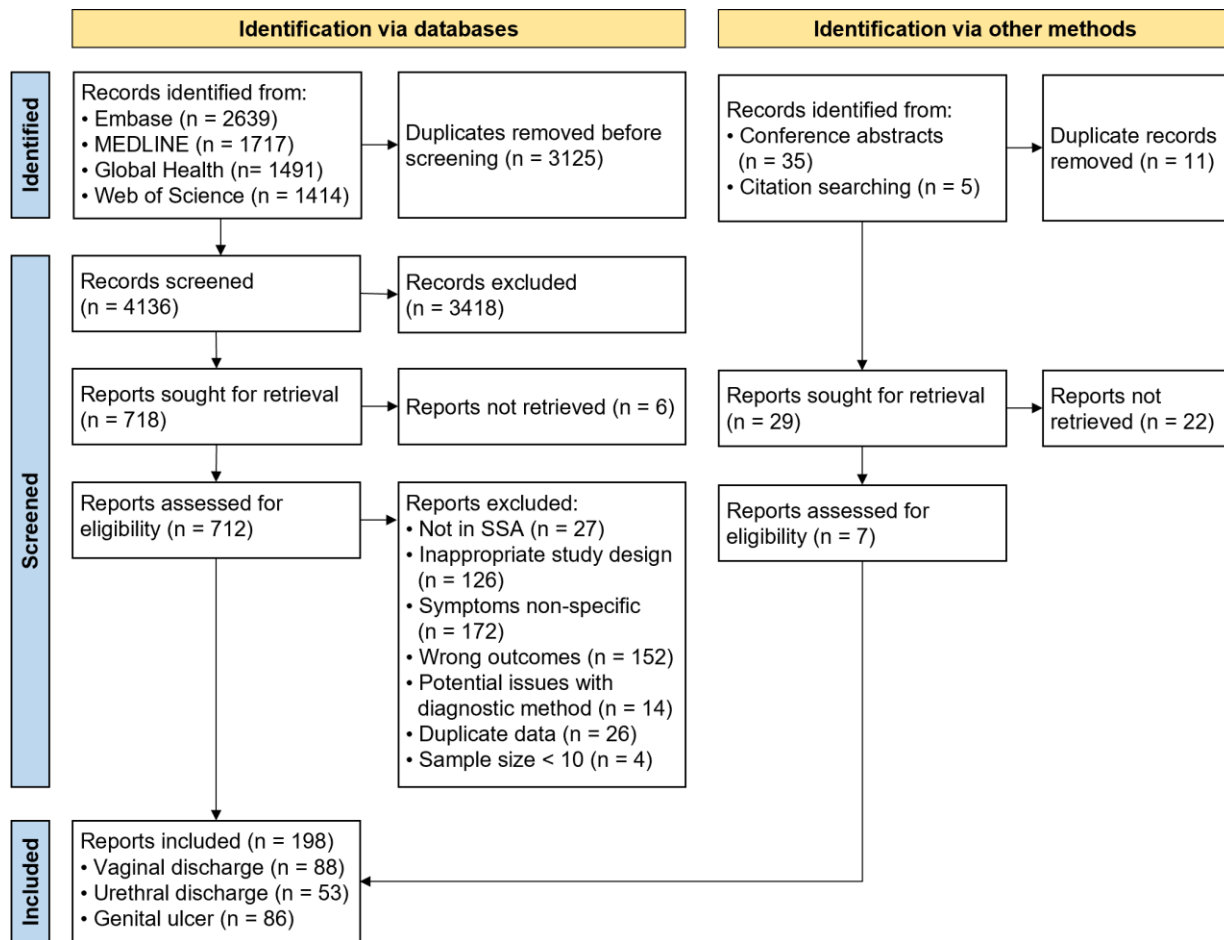 Identification via databases
Identification via other methods
Identified
Records identified from:
• Embase (n = 2639)
• MEDLINE (n = 1717)
• Global Health (n= 1491)
• Web of Science (n = 1414)
Duplicates removed before
screening (n = 3125)
Records identified from:
• Conference abstracts
(n = 35)
• Citation searching (n = 5)
Duplicate records
removed (n = 11)
Screened
Records screened
(n = 4136)
Records excluded
(n = 3418)
Reports sought for retrieval
(n = 718)
Reports not retrieved (n = 6)
Reports sought for retrieval
(n = 29)
Reports not
retrieved (n = 22)
Reports assessed for
eligibility (n = 712)
Reports excluded:
• Not in SSA (n = 27)
• Inappropriate study design
(n = 126)
• Symptoms non-specific
(n = 172)
• Wrong outcomes (n = 152)
• Potential issues with
diagnostic method (n = 14)
• Duplicate data (n = 26)
• Sample size < 10 (n = 4)
Reports assessed for
eligibility (n = 7)
Included
Reports included (n = 198)
• Vaginal discharge (n = 88)
• Urethral discharge (n = 53)
• Genital ulcer (n = 86)